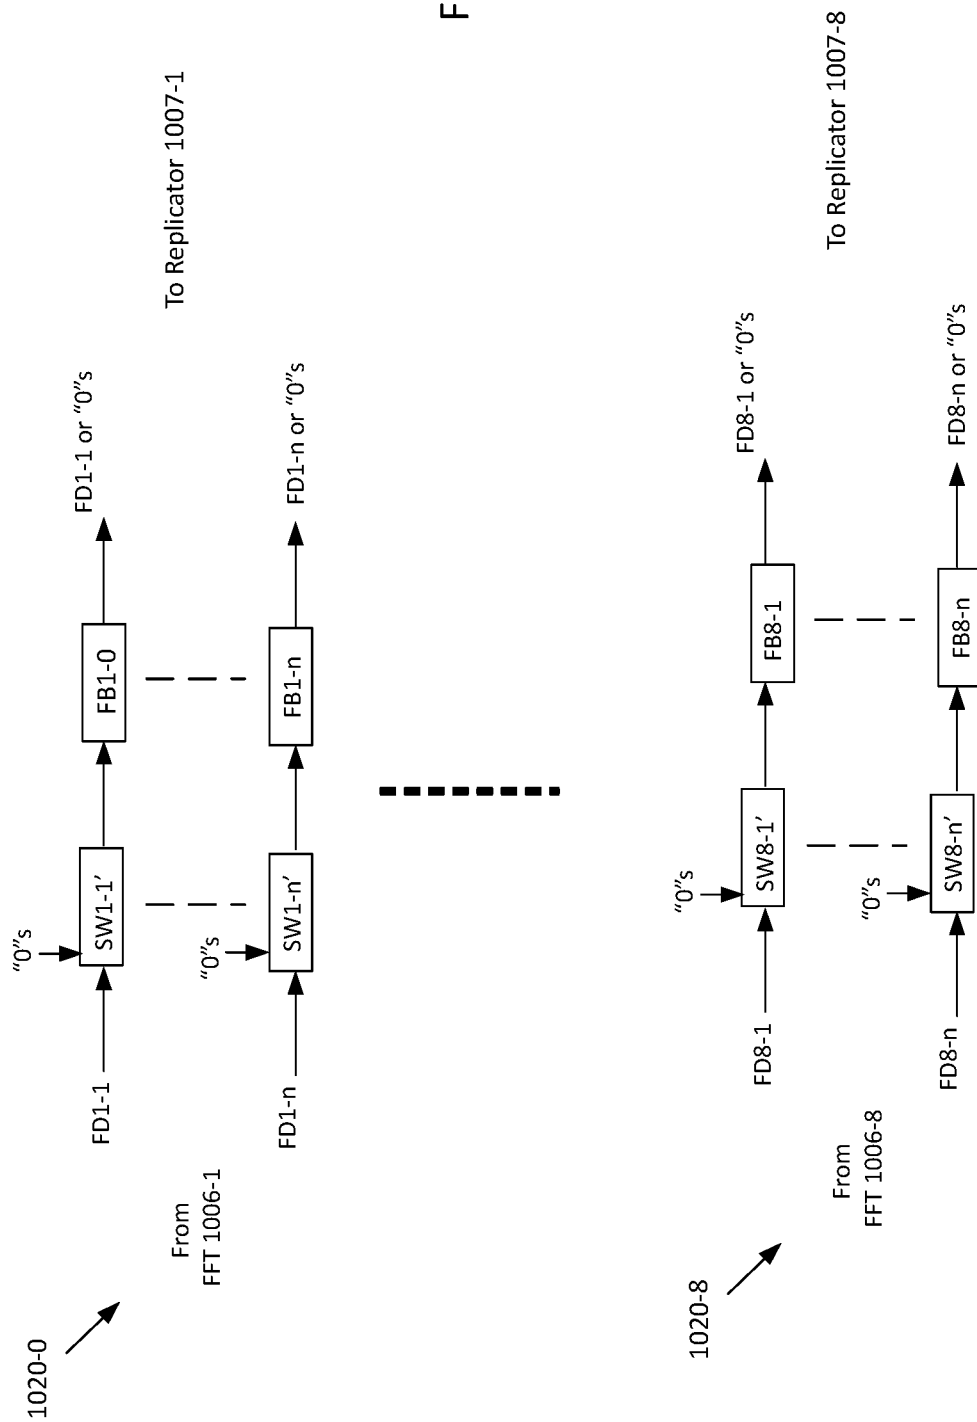 1020-0
From
FFT 1006-1
FD1-1
"0"s
SW1-1'
FB1-0
FD1-1 or "0"s
To Replicator 1007-1
FD1-n
"0"s
SW1-n'
FB1-n
FD1-n or "0"s
F
1020-8
From
FFT 1006-8
FD8-1
"0"s
SW8-1'
FB8-1
FD8-1 or "0"s
To Replicator 1007-8
FD8-n
"0"s
SW8-n'
FB8-n
FD8-n or "0"s